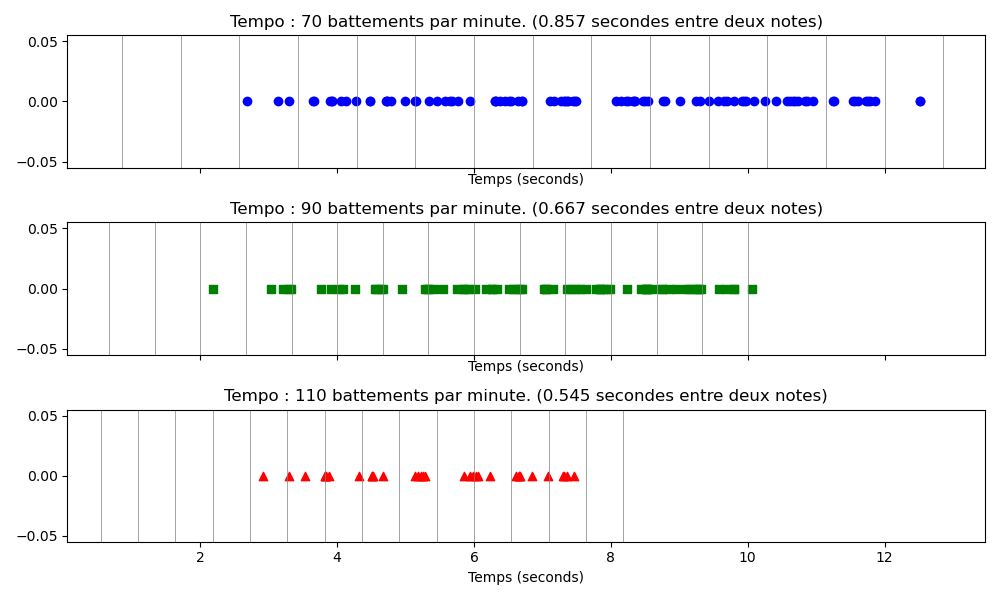 Tempo : 70 battements par minute. (0.857 secondes entre deux notes)
0.05
0.00
−0.05
Temps (seconds)
Tempo : 90 battements par minute. (0.667 secondes entre deux notes)
0.05
0.00
−0.05
Temps (seconds)
Tempo : 110 battements par minute. (0.545 secondes entre deux notes)
0.05
0.00
−0.05
2 4 6 8 10 12
Temps (seconds)